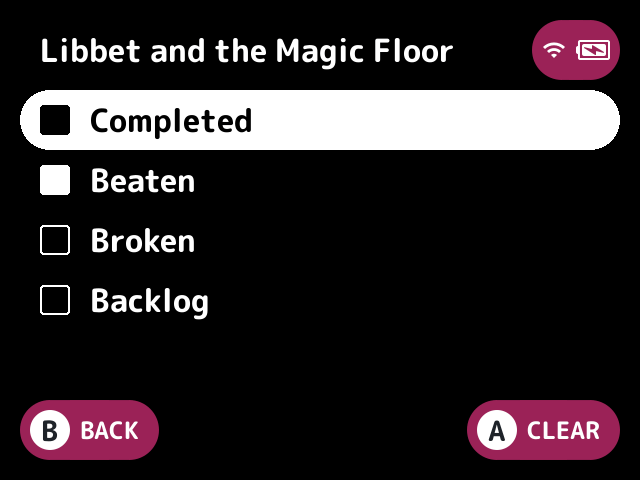 Libbet and the Magic Floor
Completed
Beaten
Broken
Backlog
B BACK
A CLEAR